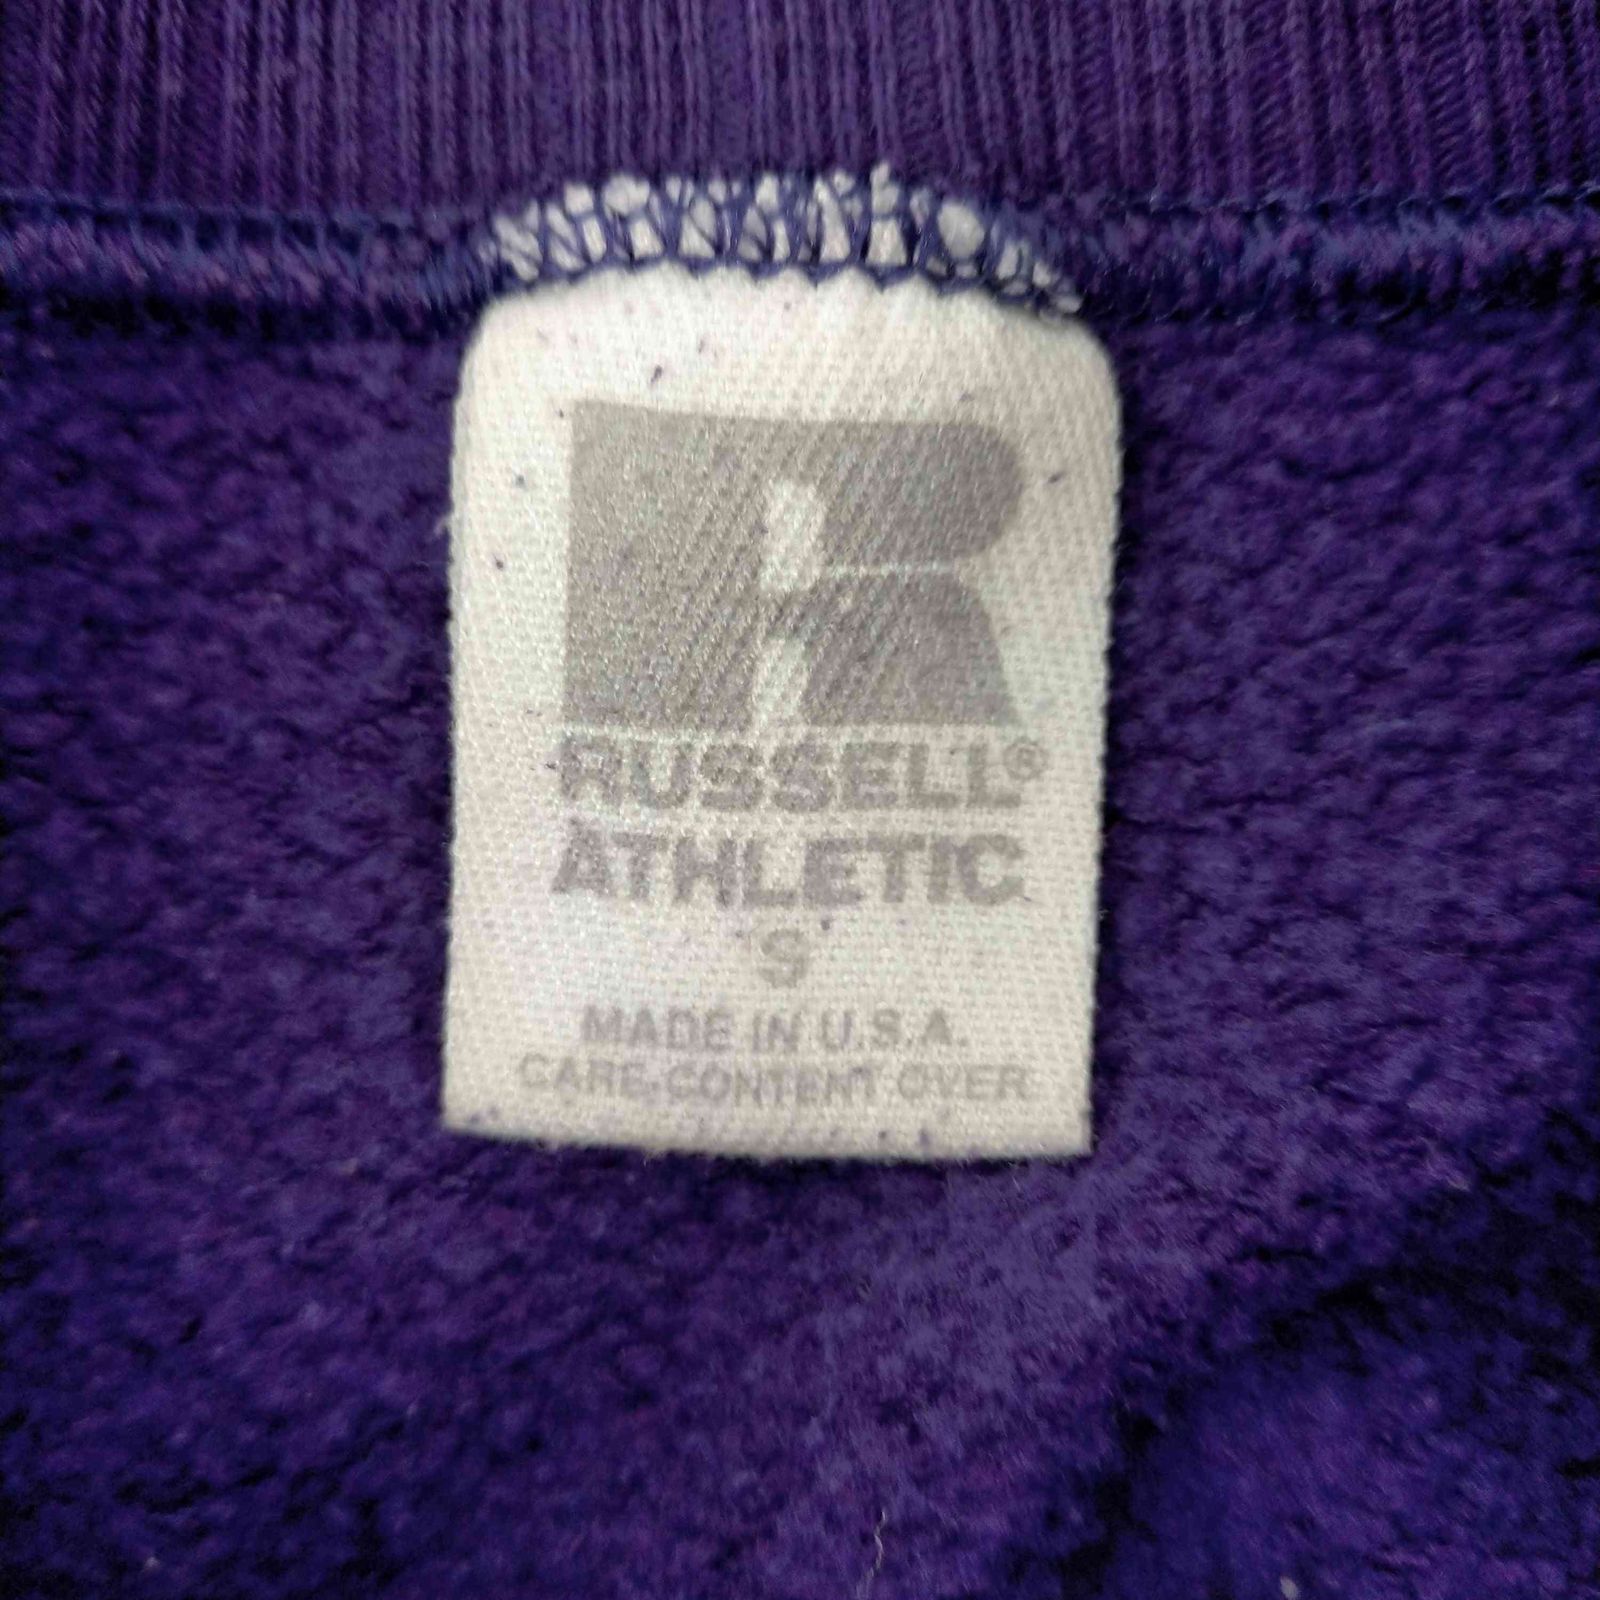 R
RUSSELL®
ATHLETIC
S
MADE IN U.S.A.
CARE-CONTENT OVER